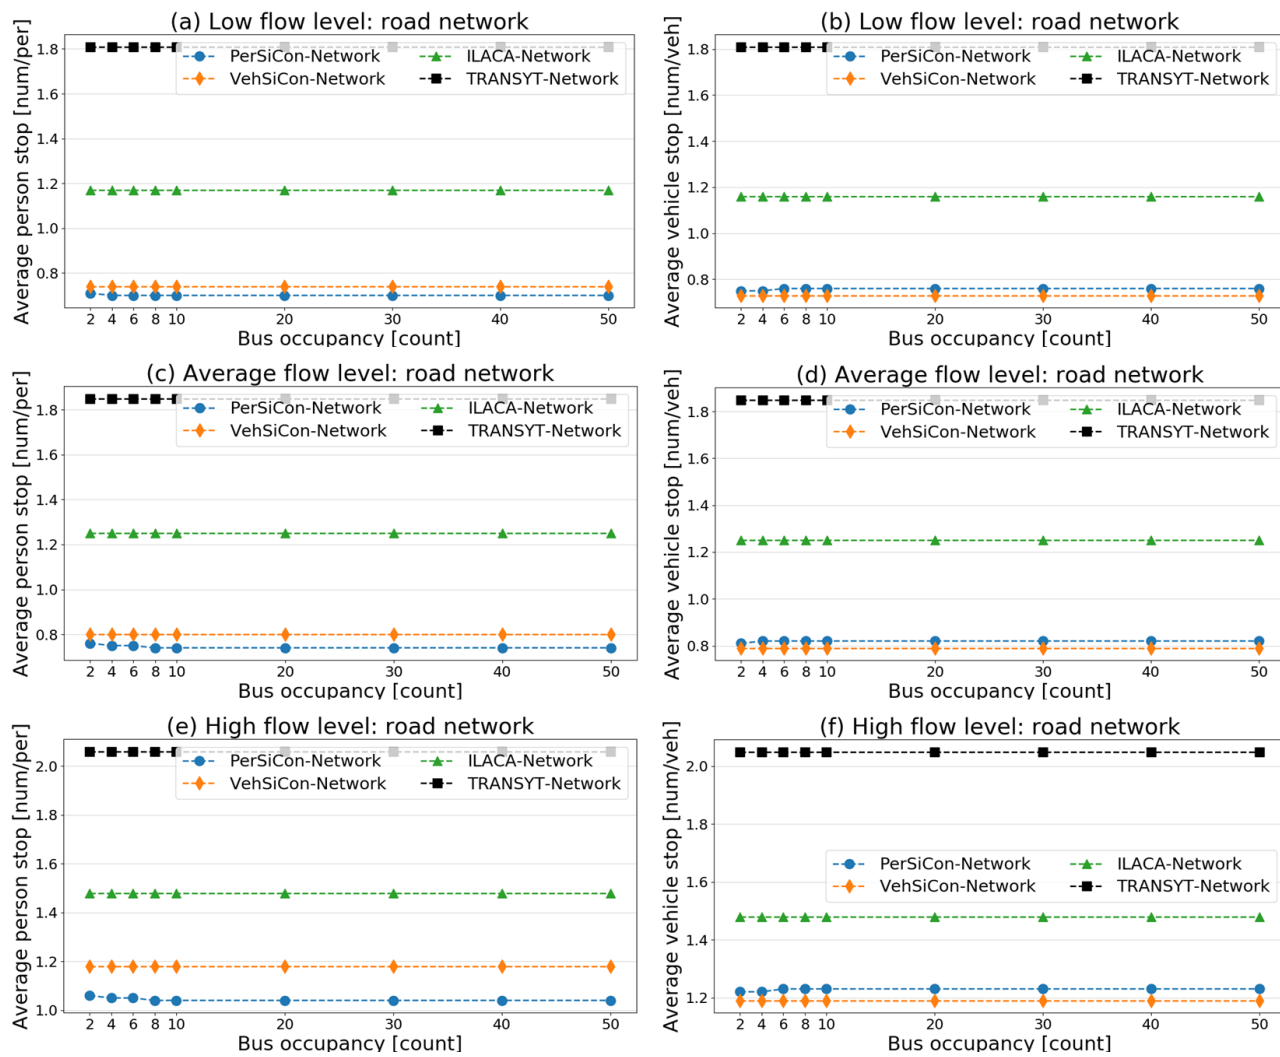 (a) Low flow level: road network
Average person stop [num/per]
1.8
1.6
1.4
1.2
1.0
0.8
PerSiCon-Network
VehSiCon-Network
ILACA-Network
TRANSYT-Network
2 4 6 8 10 20 30 40 50
Bus occupancy [count]
(b) Low flow level: road network
Average vehicle stop [num/veh]
1.8
1.6
1.4
1.2
1.0
0.8
PerSiCon-Network
VehSiCon-Network
ILACA-Network
TRANSYT-Network
2 4 6 8 10 20 30 40 50
Bus occupancy [count]
(c) Average flow level: road network
Average person stop [num/per]
1.8
1.6
1.4
1.2
1.0
0.8
PerSiCon-Network
VehSiCon-Network
ILACA-Network
TRANSYT-Network
2 4 6 8 10 20 30 40 50
Bus occupancy [count]
(d) Average flow level: road network
Average vehicle stop [num/veh]
1.8
1.6
1.4
1.2
1.0
0.8
PerSiCon-Network
VehSiCon-Network
ILACA-Network
TRANSYT-Network
2 4 6 8 10 20 30 40 50
Bus occupancy [count]
(e) High flow level: road network
Average person stop [num/per]
2.0
1.8
1.6
1.4
1.2
1.0
PerSiCon-Network
VehSiCon-Network
ILACA-Network
TRANSYT-Network
2 4 6 8 10 20 30 40 50
Bus occupancy [count]
(f) High flow level: road network
Average vehicle stop [num/veh]
2.0
1.8
1.6
1.4
1.2
PerSiCon-Network
VehSiCon-Network
ILACA-Network
TRANSYT-Network
2 4 6 8 10 20 30 40 50
Bus occupancy [count]